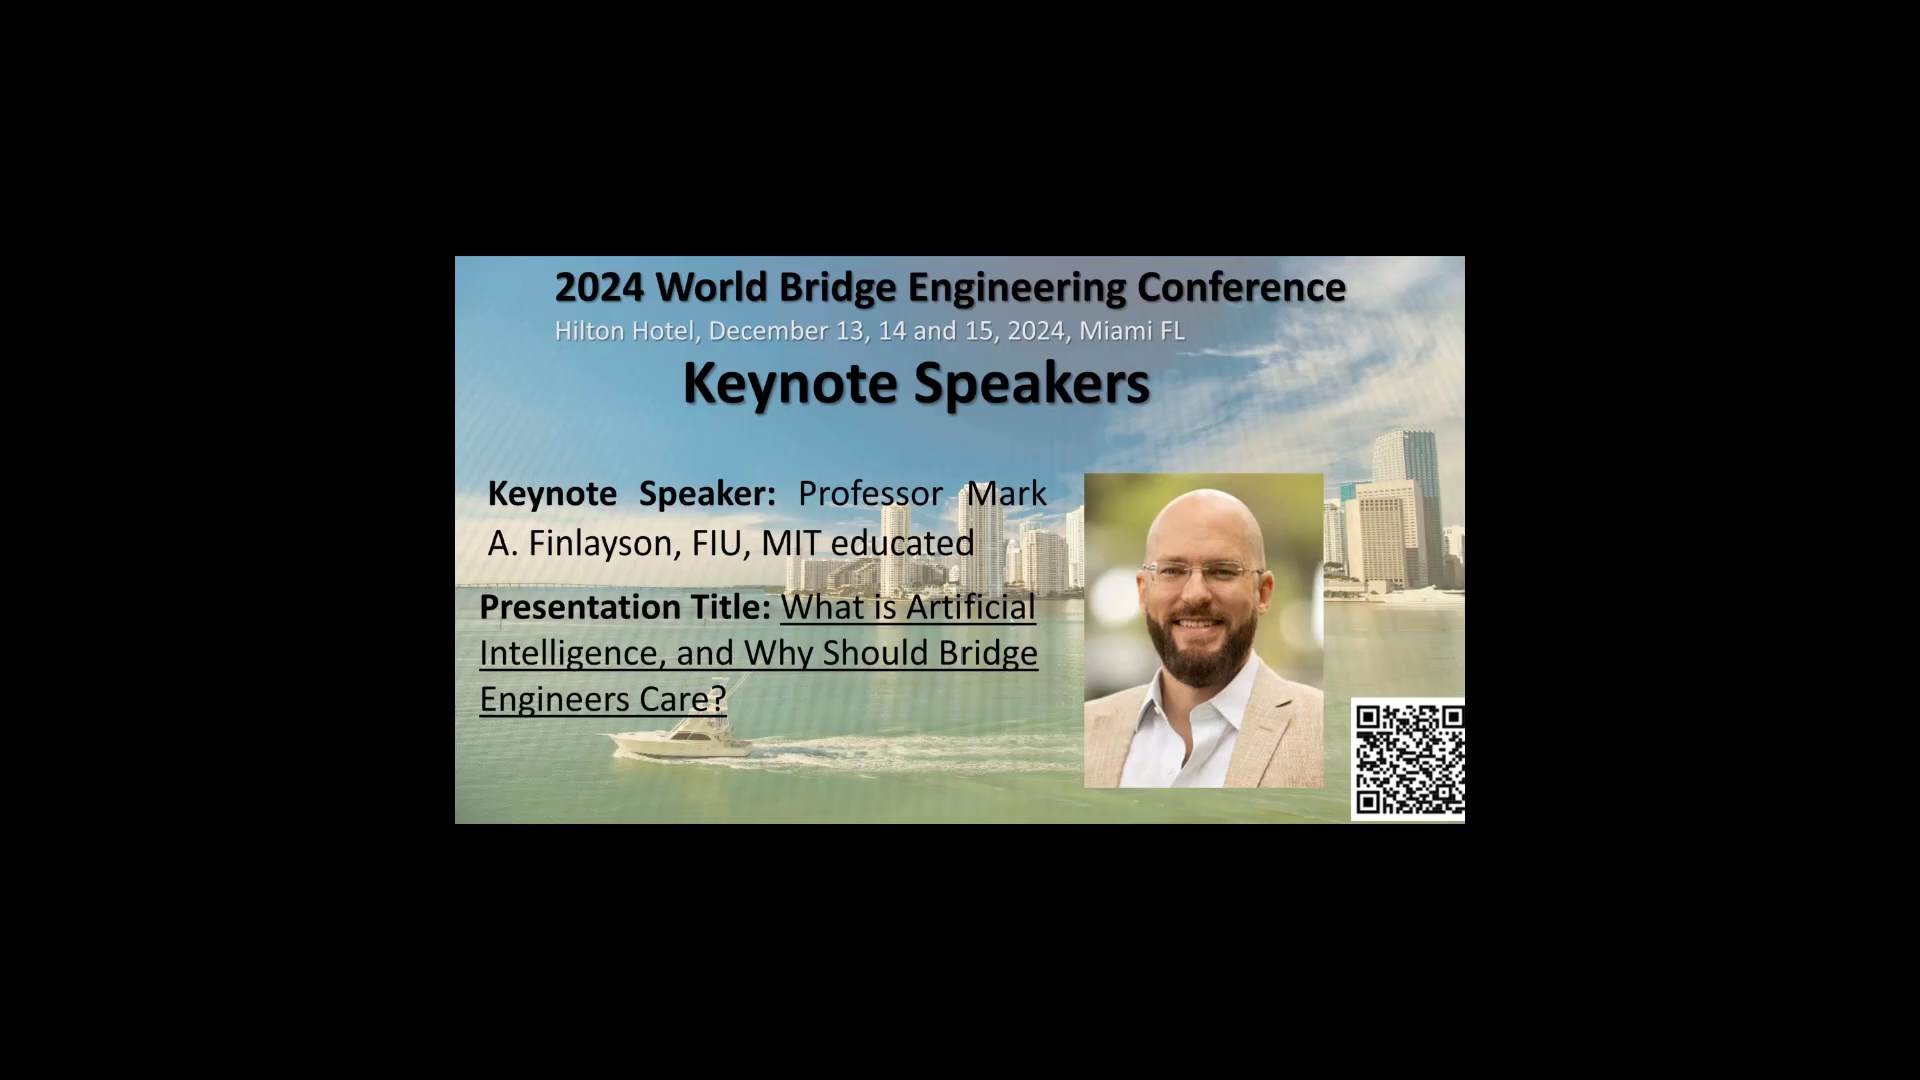 2024 World Bridge Engineering Conference
Hilton Hotel, December 13, 14 and 15, 2024, Miami FL
Keynote Speakers
Keynote Speaker: Professor Mark
A. Finlayson, FIU, MIT educated
Presentation Title: What is Artificial
Intelligence, and Why Should Bridge
Engineers Care?